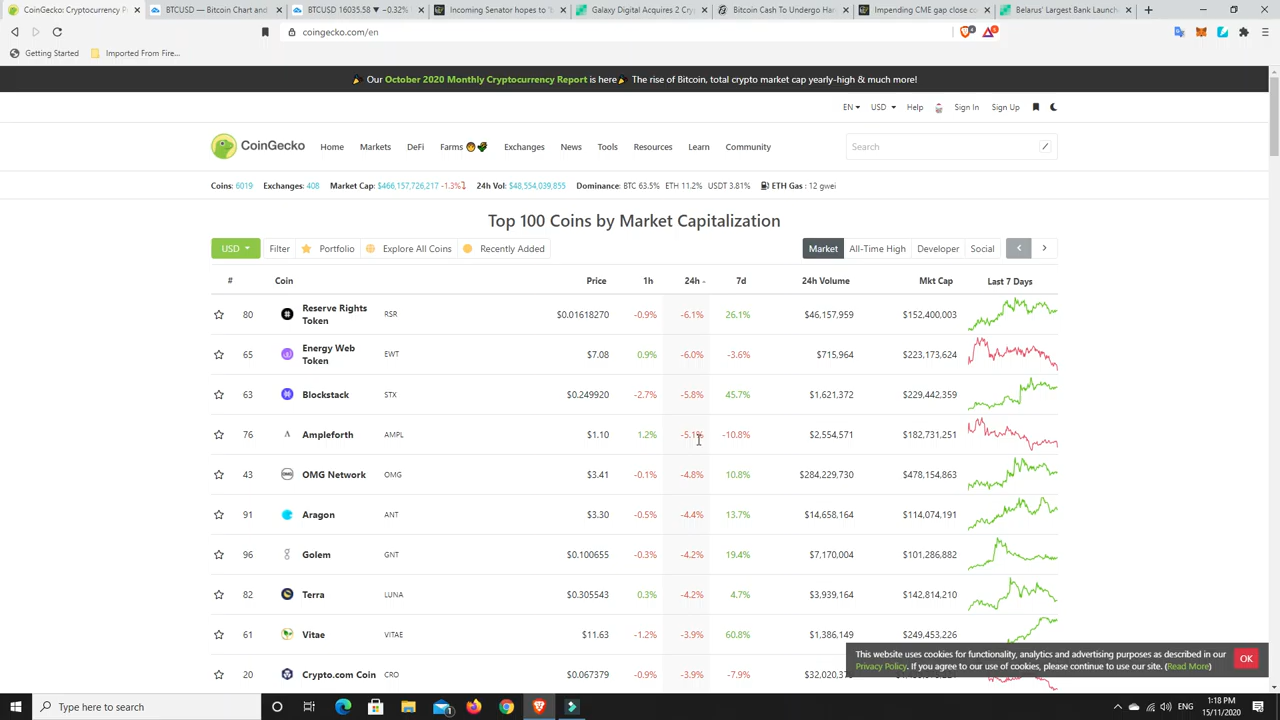 CoinGecko: Cryptocurrency P
BTCUSD — Bitcoin Chart and
BTCUSD 16035.58 ▼ −0.32%
Incoming Senator hopes to "
Galaxy Digital Acquires 2 Cry
Bitcoin Cash To Undergo Har
Impending CME gap close co
Belarus' Largest Bank Launch
coingecko.com/en
Getting Started
Imported From Fire...
Our October 2020 Monthly Cryptocurrency Report is here The rise of Bitcoin, total crypto market cap yearly-high & much more!
EN USD Help Sign In Sign Up
CoinGecko Home Markets DeFi Farms Exchanges News Tools Resources Learn Community Search /
Coins: 6019 Exchanges: 408 Market Cap: $466,157,726,217 -1.3% 24h Vol: $48,554,039,855 Dominance: BTC 63.5% ETH 11.2% USDT 3.81% ETH Gas : 12 gwei
Top 100 Coins by Market Capitalization
USD Filter Portfolio Explore All Coins Recently Added Market All-Time High Developer Social < >
# Coin Price 1h 24h 7d 24h Volume Mkt Cap Last 7 Days
80 Reserve Rights Token RSR $0.01618270 -0.9% -6.1% 26.1% $46,157,959 $152,400,003
65 Energy Web Token EWT $7.08 0.9% -6.0% -3.6% $715,964 $223,173,624
63 Blockstack STX $0.249920 -2.7% -5.8% 45.7% $1,621,372 $229,442,359
76 Ampleforth AMPL $1.10 1.2% -5.1% -10.8% $2,554,571 $182,731,251
43 OMG Network OMG $3.41 -0.1% -4.8% 10.8% $284,229,730 $478,154,863
91 Aragon ANT $3.30 -0.5% -4.4% 13.7% $14,658,164 $114,074,191
96 Golem GNT $0.100655 -0.3% -4.2% 19.4% $7,170,004 $101,286,882
82 Terra LUNA $0.305543 0.3% -4.2% 4.7% $3,939,164 $142,814,210
61 Vitae VITAE $11.63 -1.2% -3.9% 60.8% $1,386,149 $249,453,226
20 Crypto.com Coin CRO $0.067379 -0.9% -3.9% -7.9%
This website uses cookies for functionality, analytics and advertising purposes as described in our
Privacy Policy. If you agree to our use of cookies, please continue to use our site. (Read More)
OK
Type here to search
ENG
1:18 PM
15/11/2020